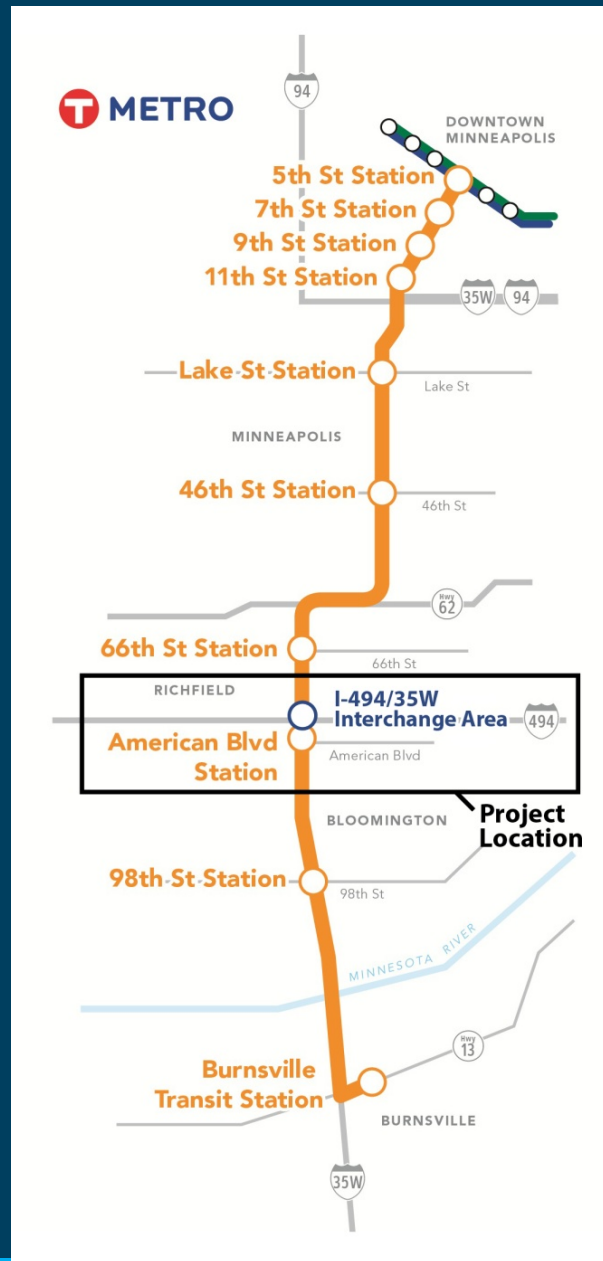 94
T METRO
DOWNTOWN
MINNEAPOLIS
5th St Station
7th St Station
9th St Station
11th St Station
35W
94
Lake St Station
Lake St
MINNEAPOLIS
46th St Station
46th St
Hwy
62
66th St Station
66th St
RICHFIELD
I-494/35W
Interchange Area
494
American Blvd
Station
American Blvd
Project
Location
BLOOMINGTON
98th St Station
98th St
MINNESOTA RIVER
Hwy
13
Burnsville
Transit Station
BURNSVILLE
35W